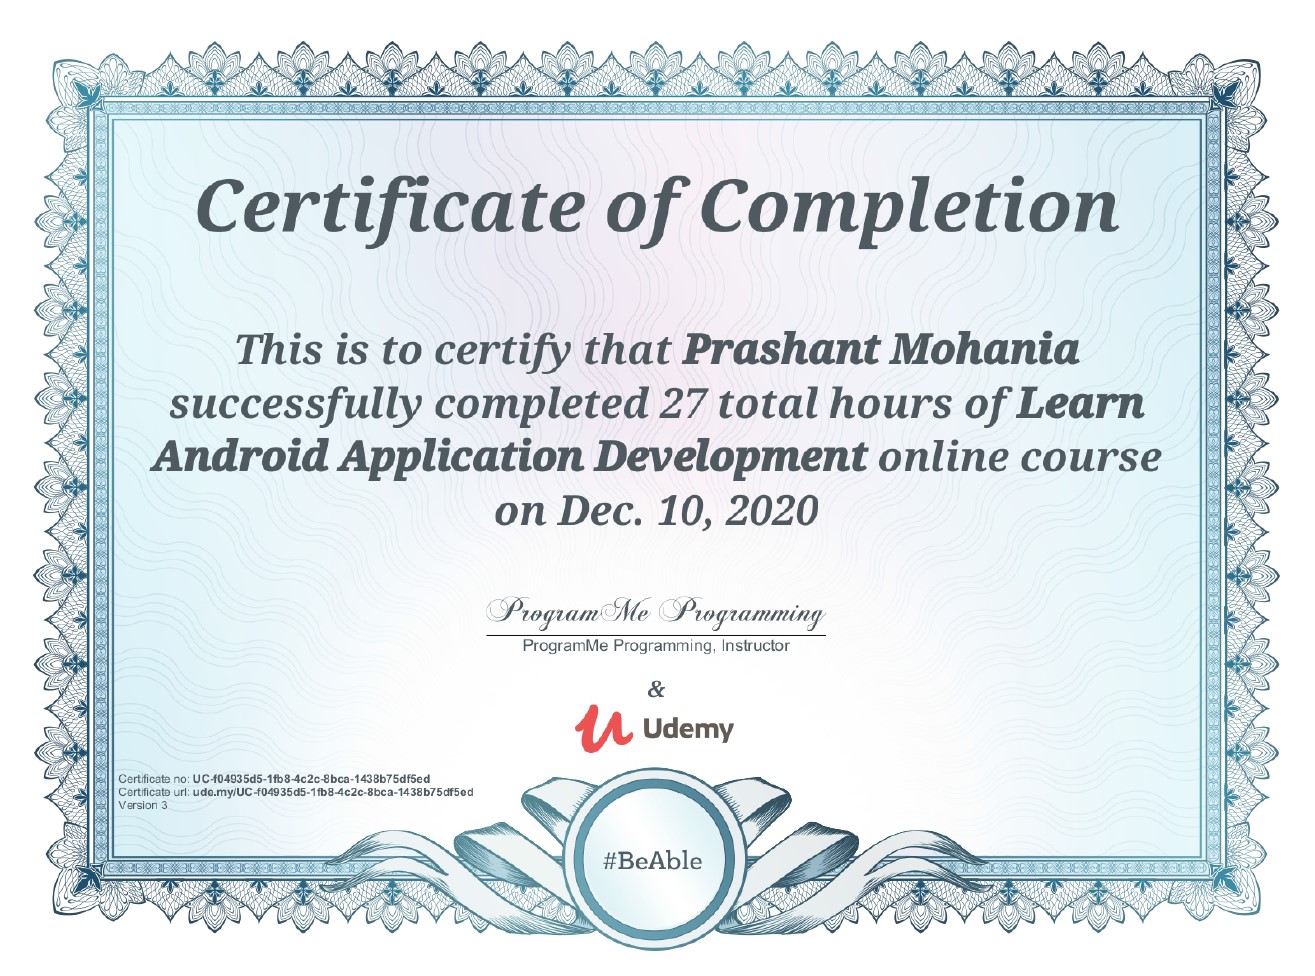 Certificate of Completion
This is to certify that Prashant Mohania
successfully completed 27 total hours of Learn
Android Application Development online course
on Dec. 10, 2020
ProgramMe Programming
ProgramMe Programming, Instructor
&
Udemy
Certificate no: UC-f04935d5-1fb8-4c2c-8bca-1438b75df5ed
Certificate url: ude.my/UC-f04935d5-1fb8-4c2c-8bca-1438b75df5ed
Version 3
#BeAble